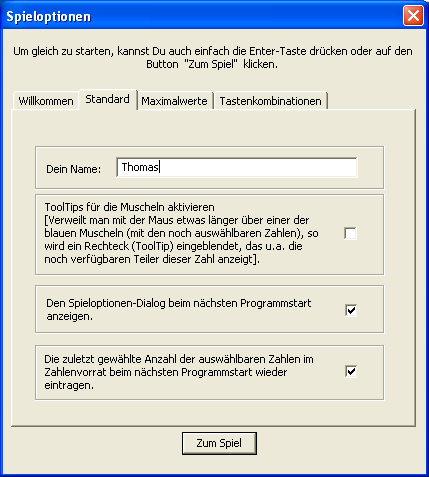 Spieloptionen
Um gleich zu starten, kannst Du auch einfach die Enter-Taste drücken oder auf den
Button "Zum Spiel" klicken.
Willkommen Standard Maximalwerte Tastenkombinationen
Dein Name: Thomas
ToolTips für die Muscheln aktivieren
[Verweilt man mit der Maus etwas länger über einer der
blauen Muscheln (mit den noch auswählbaren Zahlen), so
wird ein Rechteck (ToolTip) eingeblendet, das u.a. die
noch verfügbaren Teiler dieser Zahl anzeigt].
Den Spieloptionen-Dialog beim nächsten Programmstart
anzeigen.
Die zuletzt gewählte Anzahl der auswählbaren Zahlen im
Zahlenvorrat beim nächsten Programmstart wieder
eintragen.
Zum Spiel